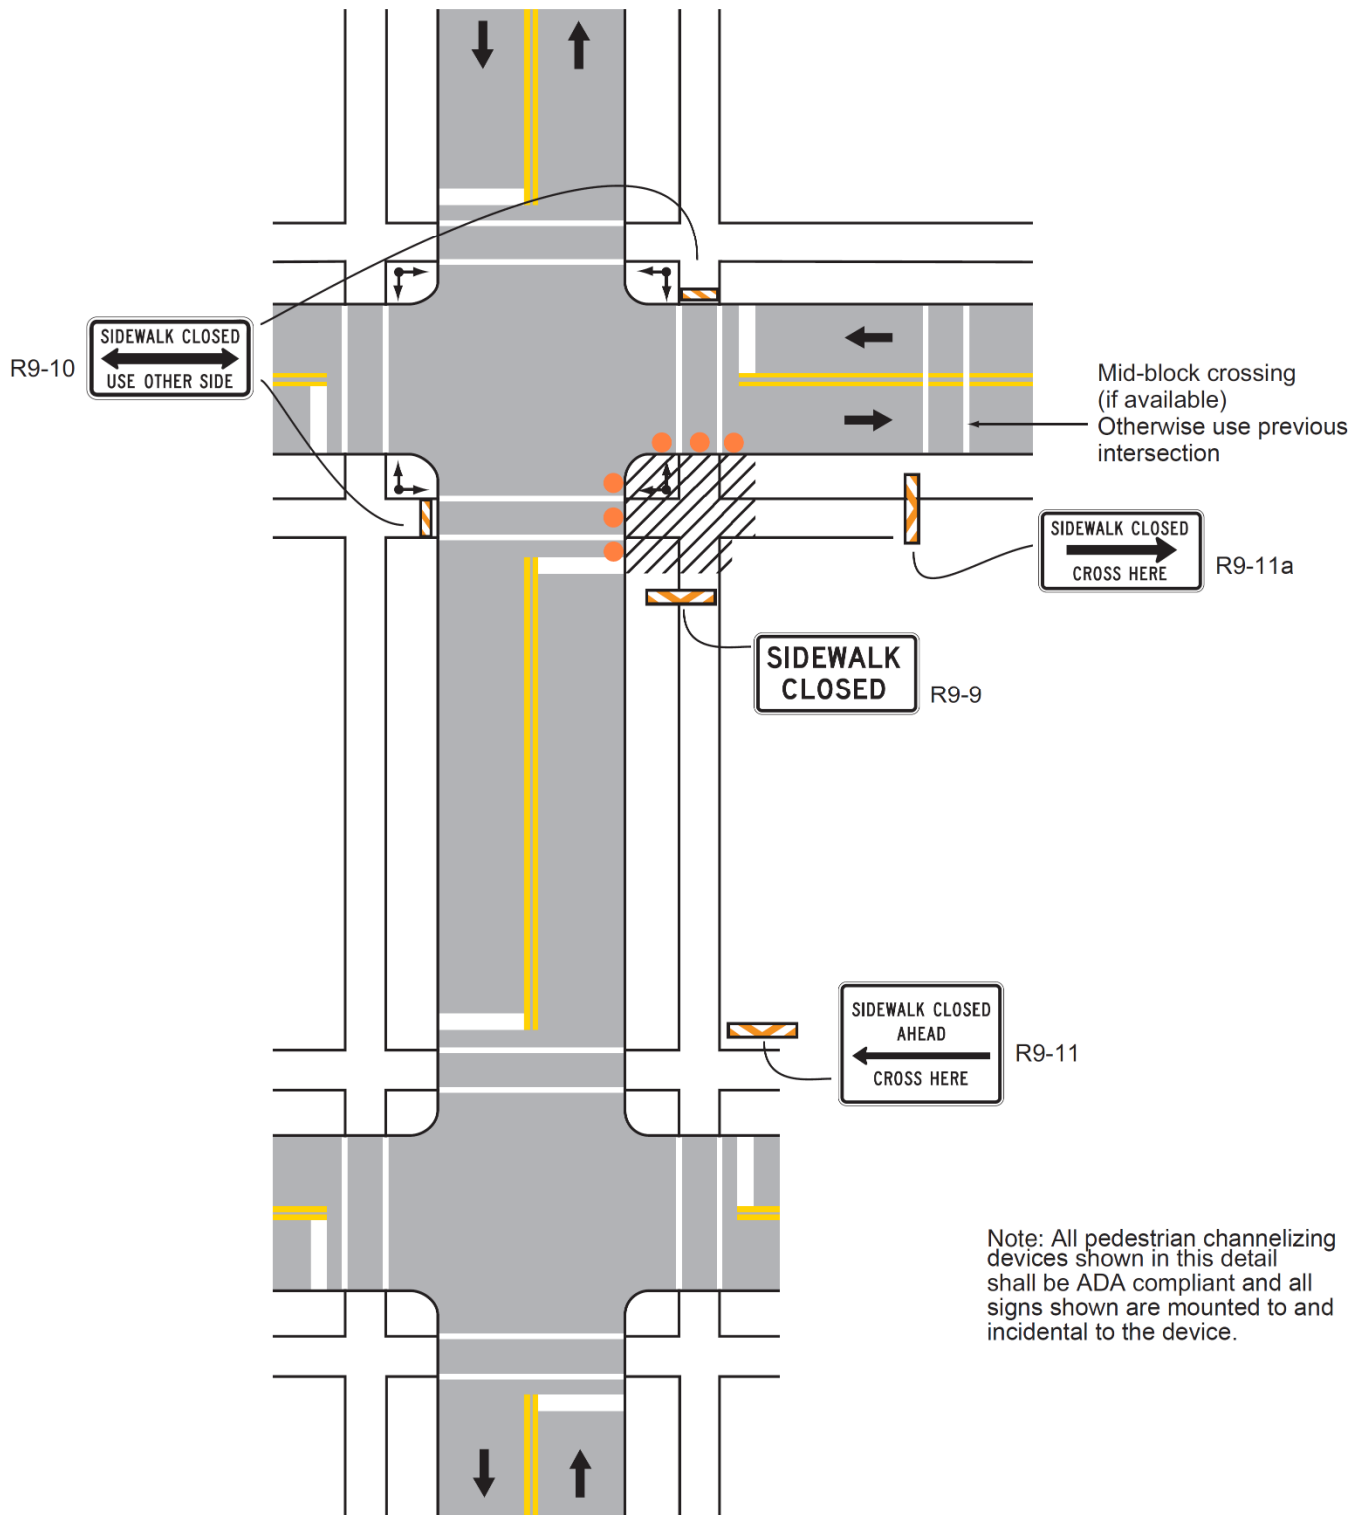 R9-10
SIDEWALK CLOSED
USE OTHER SIDE
Mid-block crossing
(if available)
Otherwise use previous
intersection
SIDEWALK CLOSED
CROSS HERE
R9-11a
SIDEWALK
CLOSED
R9-9
SIDEWALK CLOSED
AHEAD
CROSS HERE
R9-11
Note: All pedestrian channelizing
devices shown in this detail
shall be ADA compliant and all
signs shown are mounted to and
incidental to the device.